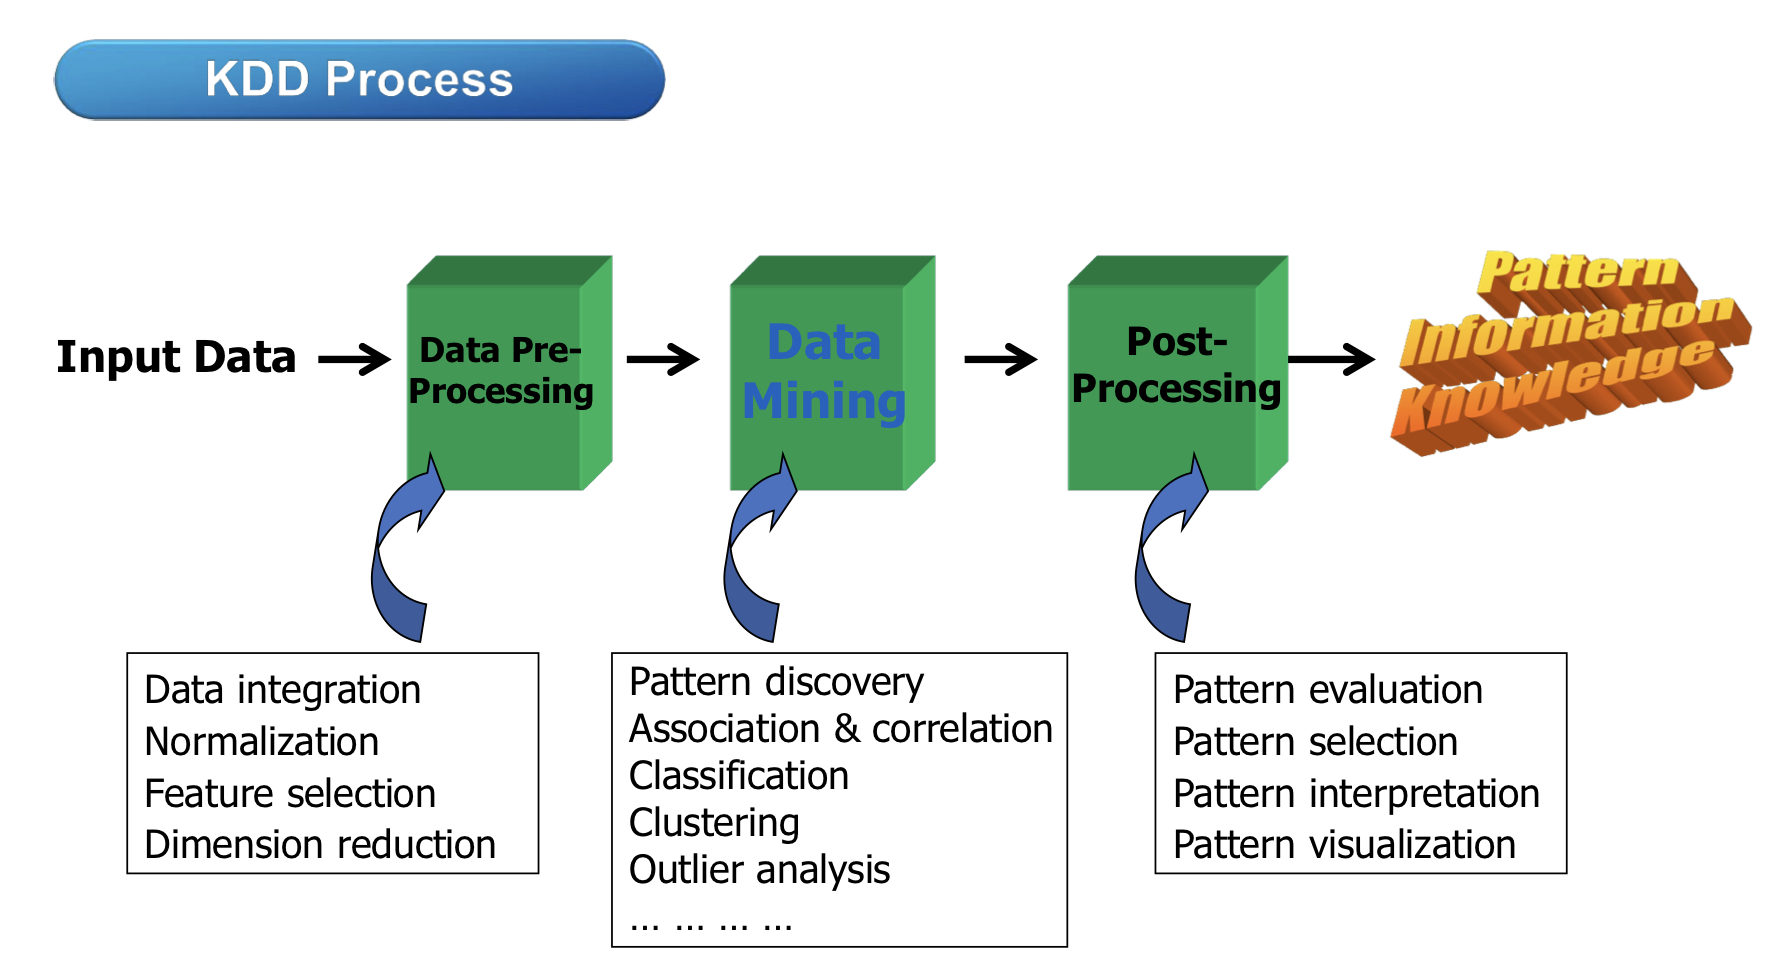 KDD Process
Input Data
Data Pre-
Processing
Data
Mining
Post-
Processing
Pattern
Information
Knowledge
Data integration
Normalization
Feature selection
Dimension reduction
Pattern discovery
Association & correlation
Classification
Clustering
Outlier analysis
… … … …
Pattern evaluation
Pattern selection
Pattern interpretation
Pattern visualization